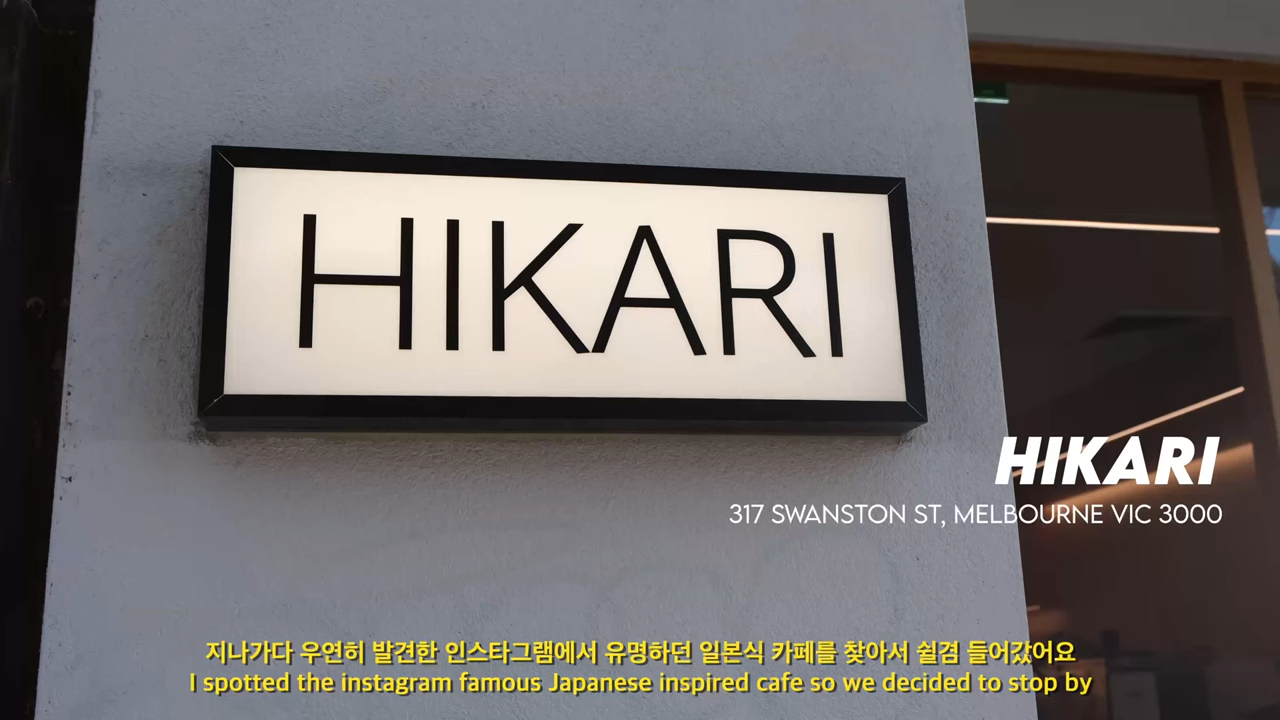 HIKARI
HIKARI
317 SWANSTON ST, MELBOURNE VIC 3000
지나가다 우연히 발견한 인스타그램에서 유명하던 일본식 카페를 찾아서 쉴겸 들어갔어요
I spotted the instagram famous Japanese inspired cafe so we decided to stop by